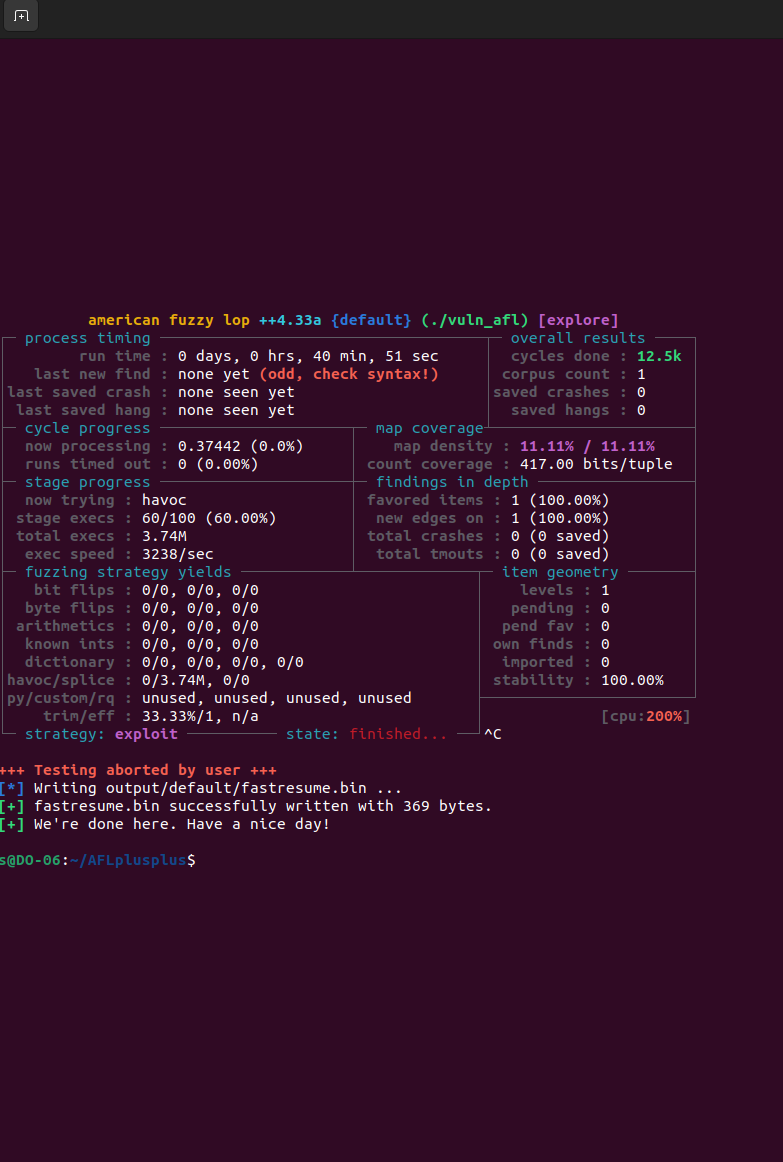 american fuzzy lop ++4.33a {default} (./vuln_afl) [explore]
process timing overall results
run time : 0 days, 0 hrs, 40 min, 51 sec cycles done : 12.5k
last new find : none yet (odd, check syntax!) corpus count : 1
last saved crash : none seen yet saved crashes : 0
last saved hang : none seen yet saved hangs : 0
cycle progress map coverage
now processing : 0.37442 (0.0%) map density : 11.11% / 11.11%
runs timed out : 0 (0.00%) count coverage : 417.00 bits/tuple
stage progress findings in depth
now trying : havoc favored items : 1 (100.00%)
stage execs : 60/100 (60.00%) new edges on : 1 (100.00%)
total execs : 3.74M total crashes : 0 (0 saved)
exec speed : 3238/sec total tmouts : 0 (0 saved)
fuzzing strategy yields item geometry
bit flips : 0/0, 0/0, 0/0 levels : 1
byte flips : 0/0, 0/0, 0/0 pending : 0
arithmetics : 0/0, 0/0, 0/0 pend fav : 0
known ints : 0/0, 0/0, 0/0 own finds : 0
dictionary : 0/0, 0/0, 0/0, 0/0 imported : 0
havoc/splice : 0/3.74M, 0/0 stability : 100.00%
py/custom/rq : unused, unused, unused, unused
trim/eff : 33.33%/1, n/a [cpu:200%]
strategy: exploit state: finished... ^C
+++ Testing aborted by user +++
[*] Writing output/default/fastresume.bin ...
[+] fastresume.bin successfully written with 369 bytes.
[+] We're done here. Have a nice day!
s@DO-06:~/AFLplusplus$